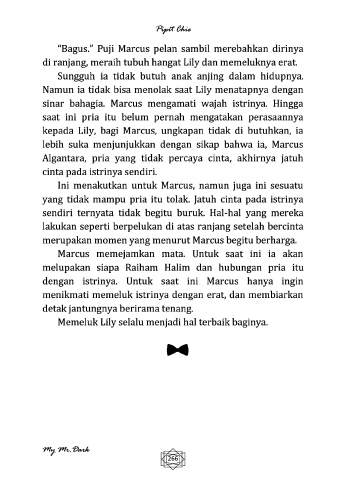 Pipit Chie
“Bagus.” Puji Marcus pelan sambil merebahkan dirinya
di ranjang, meraih tubuh hangat Lily dan memeluknya erat.
Sungguh ia tidak butuh anak anjing dalam hidupnya.
Namun ia tidak bisa menolak saat Lily menatapnya dengan
sinar bahagia. Marcus mengamati wajah istrinya. Hingga
saat ini pria itu belum pernah mengatakan perasaannya
kepada Lily, bagi Marcus, ungkapan tidak di butuhkan, ia
lebih suka menjunjukkan dengan sikap bahwa ia, Marcus
Algantara, pria yang tidak percaya cinta, akhirnya jatuh
cinta pada istrinya sendiri.
Ini menakutkan untuk Marcus, namun juga ini sesuatu
yang tidak mampu pria itu tolak. Jatuh cinta pada istrinya
sendiri ternyata tidak begitu buruk. Hal-hal yang mereka
lakukan seperti berpelukan di atas ranjang setelah bercinta
merupakan momen yang menurut Marcus begitu berharga.
Marcus memejamkan mata. Untuk saat ini ia akan
melupakan siapa Raiham Halim dan hubungan pria itu
dengan istrinya. Untuk saat ini Marcus hanya ingin
menikmati memeluk istrinya dengan erat, dan membiarkan
detak jantungnya berirama tenang.
Memeluk Lily selalu menjadi hal terbaik baginya.
My Mr.Dark
266